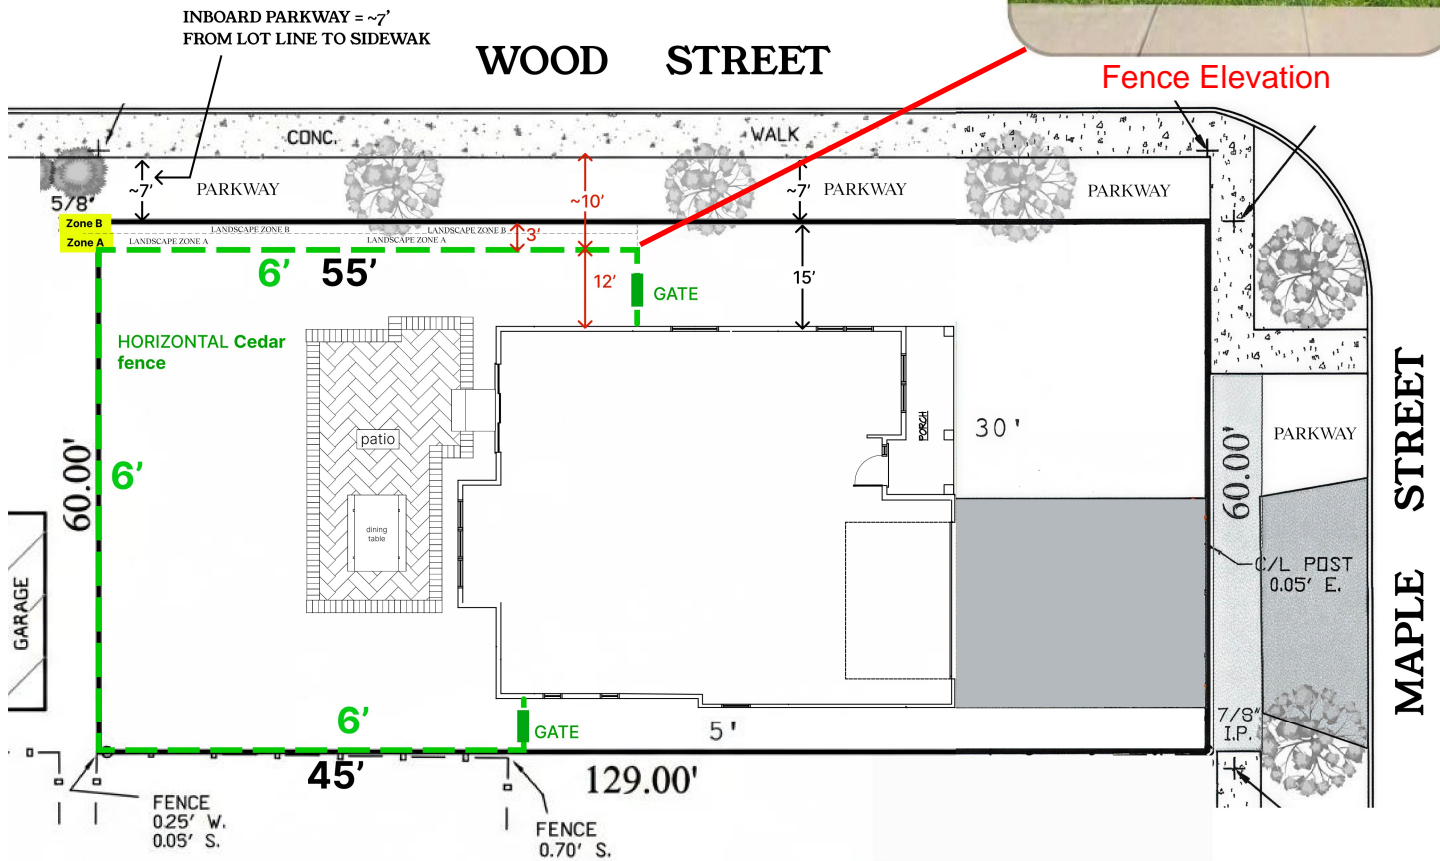 INBOARD PARKWAY = ~7'
FROM LOT LINE TO SIDEWAK
WOOD STREET
Fence Elevation
CONC. WALK
~7' PARKWAY
~10'
~7' PARKWAY
PARKWAY
5/8"
Zone B
Zone A
LANDSCAPE ZONE B
LANDSCAPE ZONE B
LANDSCAPE ZONE A
LANDSCAPE ZONE A
3'
6' 55'
12'
15'
GATE
HORIZONTAL Cedar
fence
patio
dining
table
PORCH
30'
6'
60.00'
60.00'
PARKWAY
MAPLE STREET
GARAGE
C/L POST
0.05' E.
7/8"
I.P.
6'
GATE
5'
45'
129.00'
FENCE
0.25' W.
0.05' S.
FENCE
0.70' S.